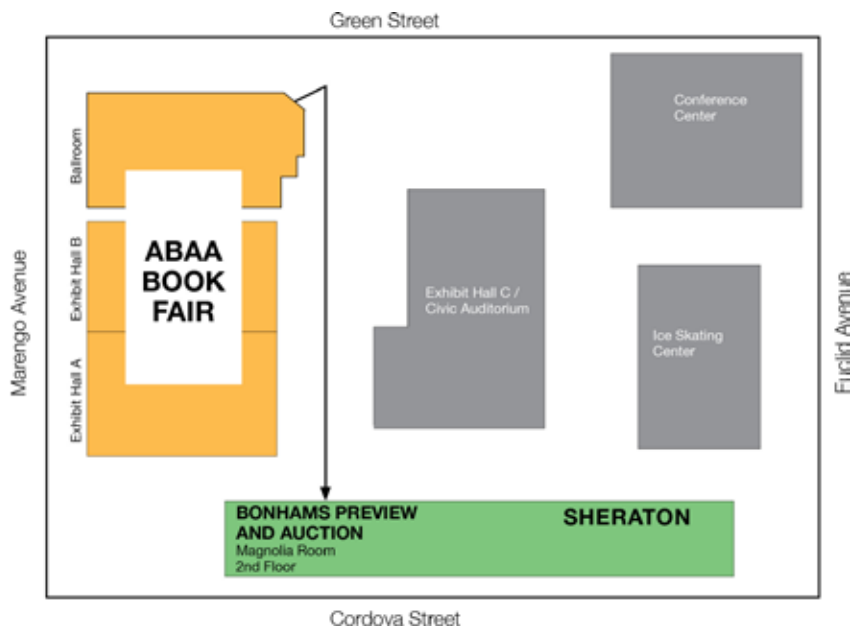 Green Street
Conference
Center
Ballroom
ABAA
BOOK
FAIR
Exhibit Hall B
Exhibit Hall A
Marengo Avenue
Exhibit Hall C /
Civic Auditorium
Ice Skating
Center
Euclid Avenue
BONHAMS PREVIEW
AND AUCTION
Magnolia Room
2nd Floor
SHERATON
Cordova Street